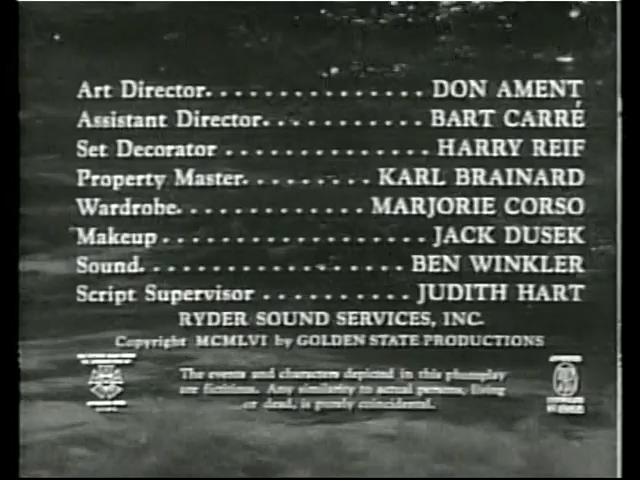 Art Director. . . . . . . . . . . . . . . DON AMENT
Assistant Director. . . . . . . . . . . BART CARRÉ
Set Decorator . . . . . . . . . . . . . HARRY REIF
Property Master. . . . . . . . . KARL BRAINARD
Wardrobe. . . . . . . . . . . . . MARJORIE CORSO
Makeup . . . . . . . . . . . . . . . . . . JACK DUSEK
Sound. . . . . . . . . . . . . . . . . . BEN WINKLER
Script Supervisor . . . . . . . . . . JUDITH HART
RYDER SOUND SERVICES, INC.
Copyright MCMLVI by GOLDEN STATE PRODUCTIONS
The events and characters depicted in this photoplay
are fictitious. Any similarity to actual persons, living
or dead, is purely coincidental.